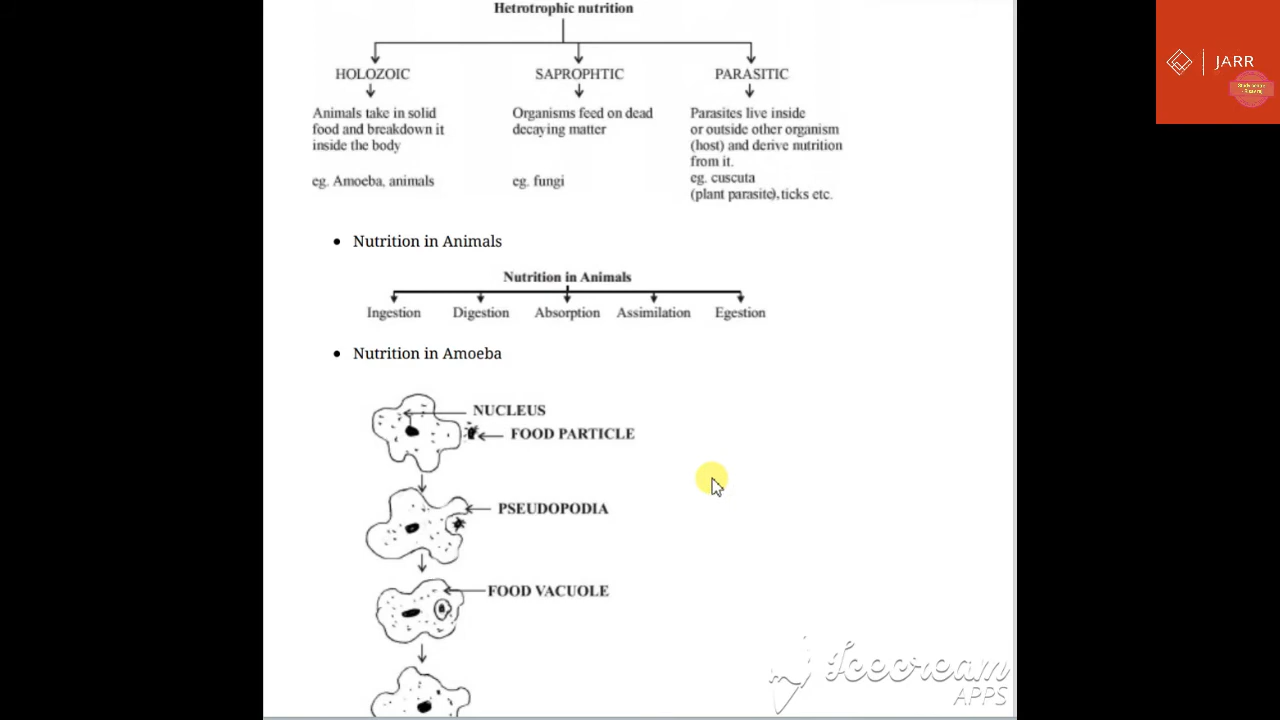 Hetrotrophic nutrition
HOLOZOIC
SAPROPHTIC
PARASITIC
Animals take in solid
food and breakdown it
inside the body
eg. Amoeba, animals
Organisms feed on dead
decaying matter
eg. fungi
Parasites live inside
or outside other organism
(host) and derive nutrition
from it.
eg. cuscuta
(plant parasite), ticks etc.
• Nutrition in Animals
Nutrition in Animals
Ingestion Digestion Absorption Assimilation Egestion
• Nutrition in Amoeba
NUCLEUS
FOOD PARTICLE
PSEUDOPODIA
FOOD VACUOLE
JARR
Icecream
APPS